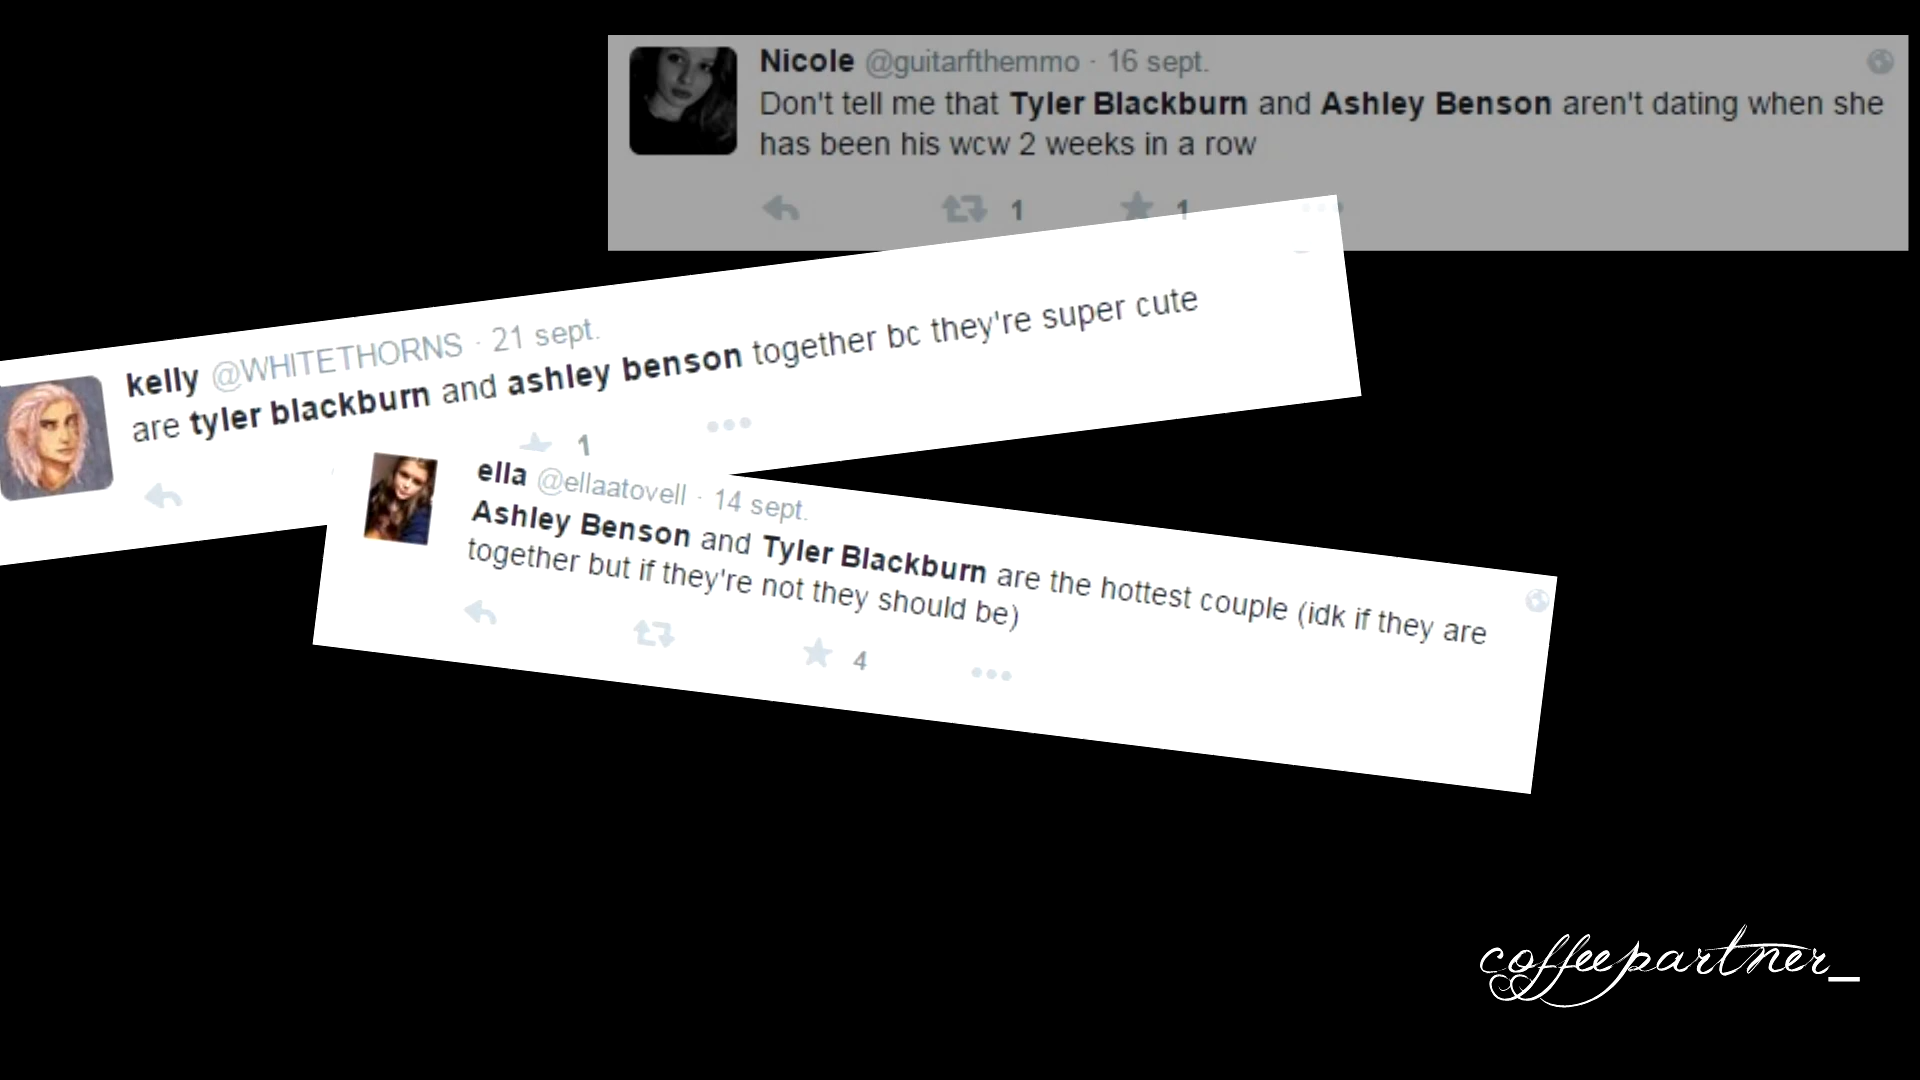 Nicole @guitarfthemmo · 16 sept.
Don't tell me that Tyler Blackburn and Ashley Benson aren't dating when she
has been his wcw 2 weeks in a row
1 1
kelly @WHITETHORNS · 21 sept.
are tyler blackburn and ashley benson together bc they're super cute
1
ella @ellaatovell · 14 sept.
Ashley Benson and Tyler Blackburn are the hottest couple (idk if they are
together but if they're not they should be)
4
coffeepartner_